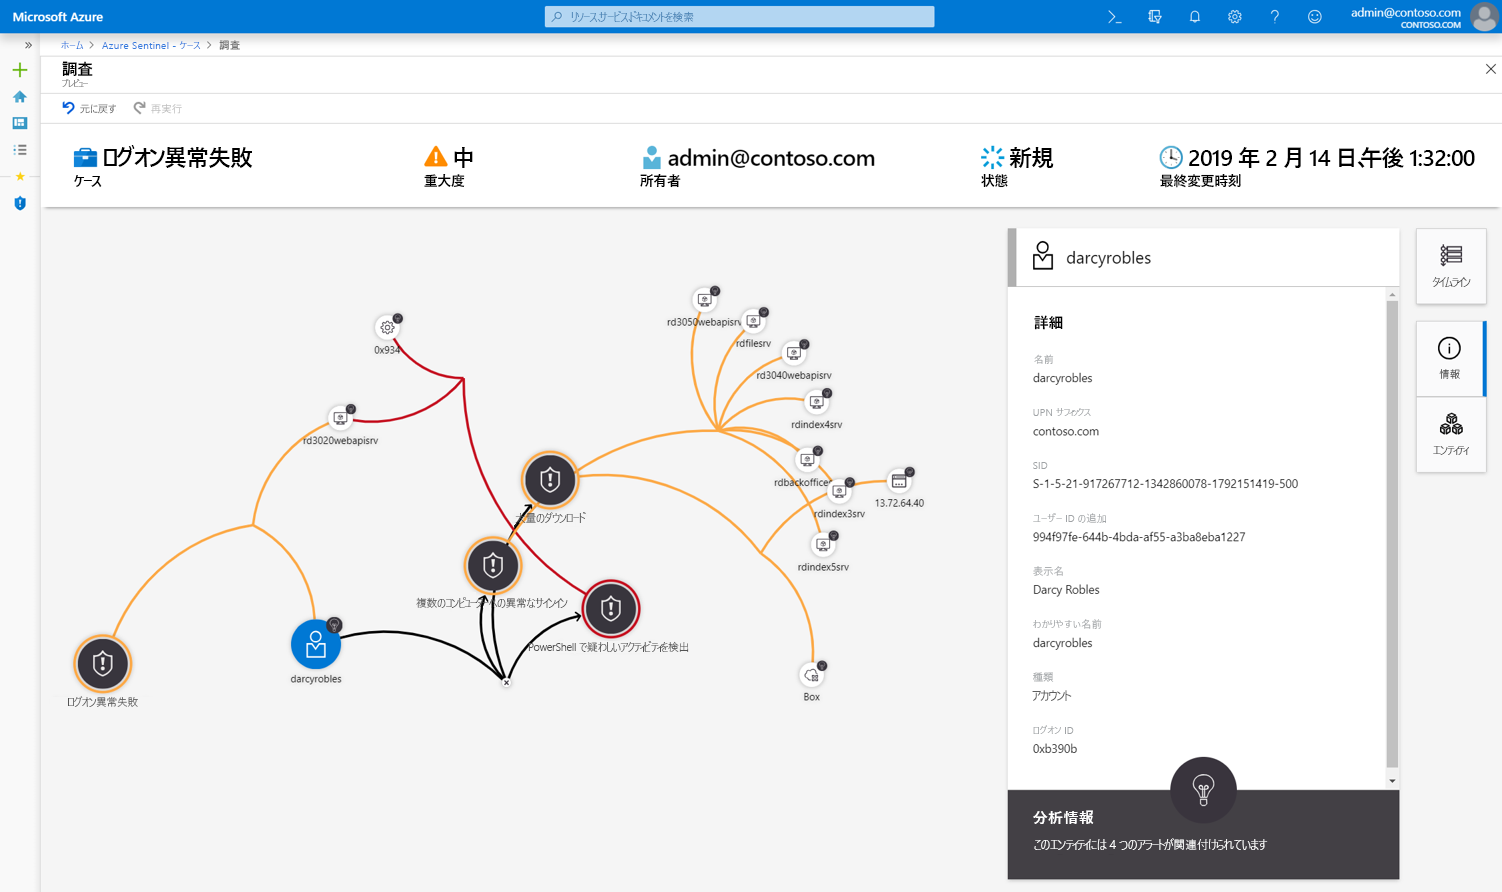 Microsoft Azure
リソース サービス ドキュメントを検索
admin@contoso.com
CONTOSO.COM
ホーム > Azure Sentinel - ケース > 調査
調査
プレビュー
元に戻す 再実行
ログオン異常失敗
ケース
中
重大度
admin@contoso.com
所有者
新規
状態
2019 年 2 月 14 日、午後 1:32:00
最終変更時刻
0x934
rd3020webapisrv
rd3050webapisrv
rdfilesrv
rd3040webapisrv
rdindex4srv
rdbackoffices
rdindex3srv
13.72.64.40
rdindex5srv
大量のダウンロード
複数のコンピューターへの異常なサインイン
PowerShell で疑わしいアクティビティを検出
darcyrobles
ログオン異常失敗
Box
darcyrobles
詳細
名前
darcyrobles
UPN サフィックス
contoso.com
SID
S-1-5-21-917267712-1342860078-1792151419-500
ユーザー ID の追加
994f97fe-644b-4bda-af55-a3ba8eba1227
表示名
Darcy Robles
わかりやすい名前
darcyrobles
種類
アカウント
ログオン ID
0xb390b
分析情報
このエンティティには 4 つのアラートが関連付けられています
タイムライン
情報
エンティティ